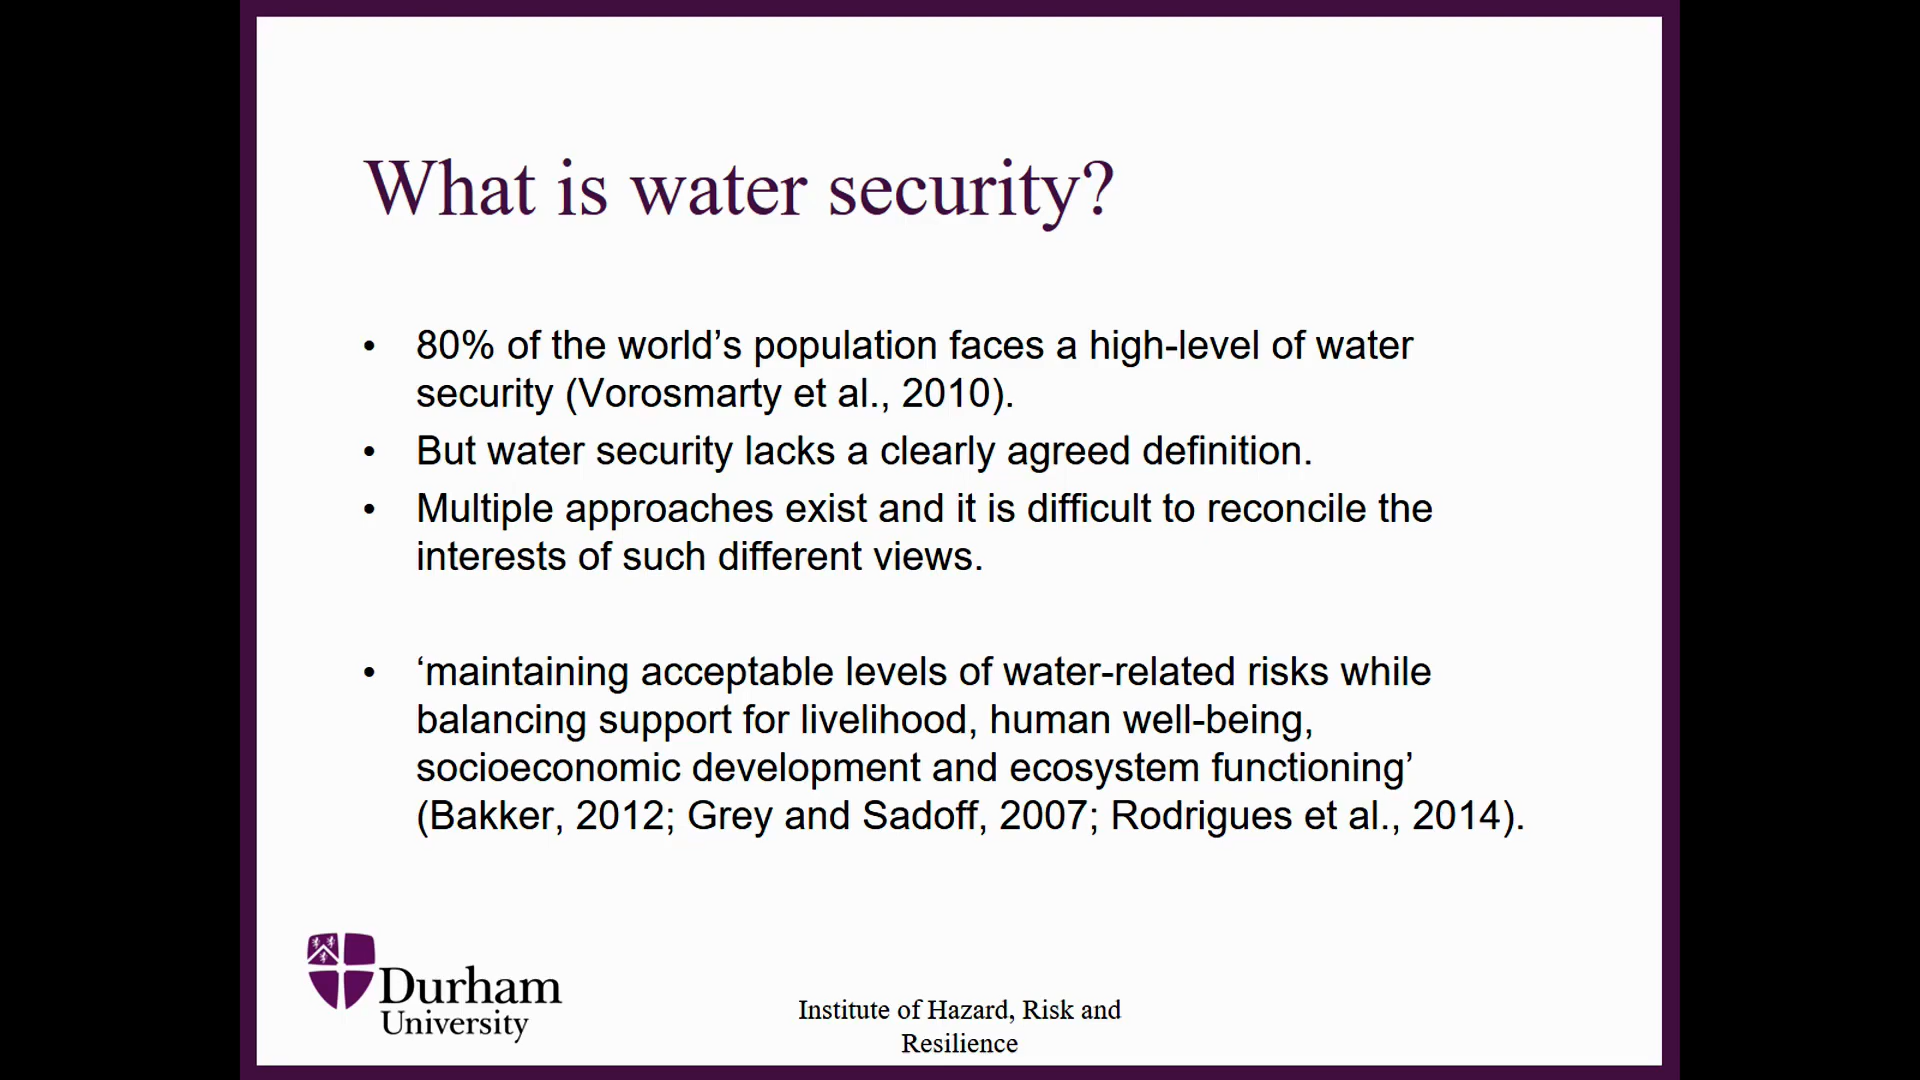 What is water security?
• 80% of the world’s population faces a high-level of water
security (Vorosmarty et al., 2010).
• But water security lacks a clearly agreed definition.
• Multiple approaches exist and it is difficult to reconcile the
interests of such different views.
• ‘maintaining acceptable levels of water-related risks while
balancing support for livelihood, human well-being,
socioeconomic development and ecosystem functioning’
(Bakker, 2012; Grey and Sadoff, 2007; Rodrigues et al., 2014).
Durham
University
Institute of Hazard, Risk and
Resilience